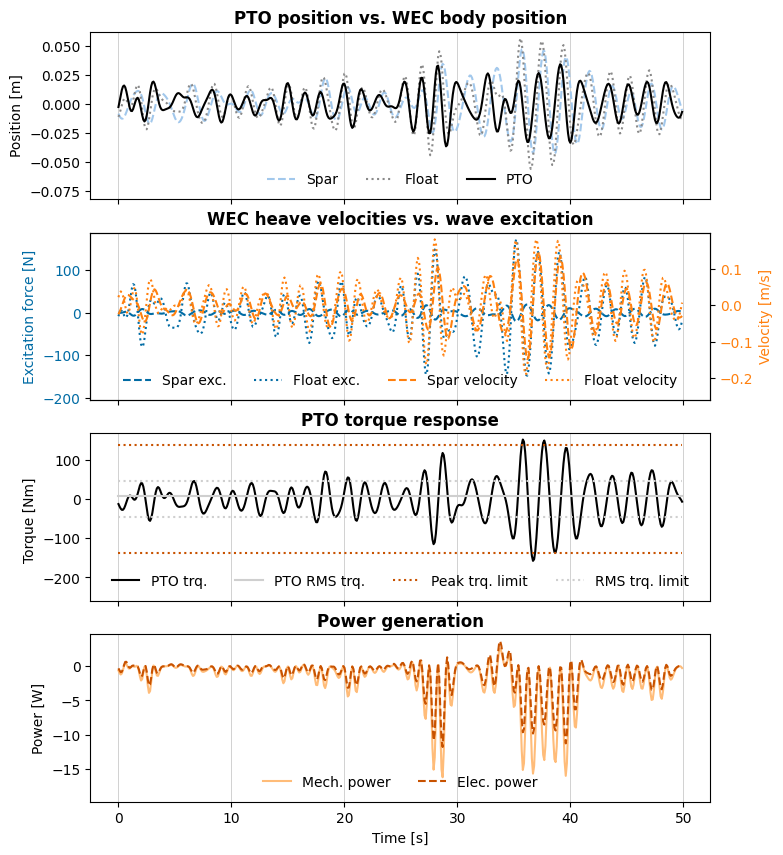 PTO position vs. WEC body position
0.050
0.025
0.000
−0.025
−0.050
−0.075
Position [m]
Spar Float PTO
WEC heave velocities vs. wave excitation
100
0
−100
−200
Excitation force [N]
0.1
0.0
−0.1
−0.2
Velocity [m/s]
Spar exc. Float exc. Spar velocity Float velocity
PTO torque response
100
0
−100
−200
Torque [Nm]
PTO trq. PTO RMS trq. Peak trq. limit RMS trq. limit
Power generation
0
−5
−10
−15
Power [W]
Mech. power Elec. power
0 10 20 30 40 50
Time [s]